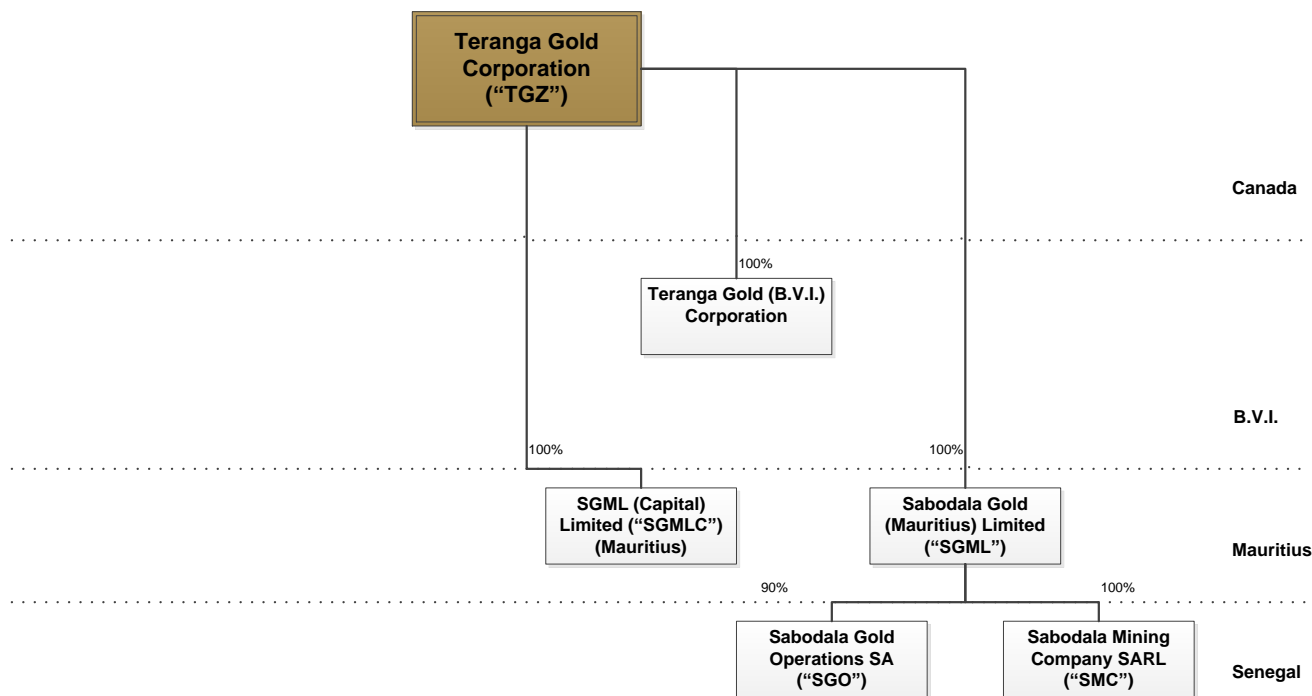 Teranga Gold
Corporation
(“TGZ”)
Canada
100%
Teranga Gold (B.V.I.)
Corporation
B.V.I.
100%
100%
SGML (Capital)
Limited (“SGMLC”)
(Mauritius)
Sabodala Gold
(Mauritius) Limited
(“SGML”)
Mauritius
90%
100%
Sabodala Gold
Operations SA
(“SGO”)
Sabodala Mining
Company SARL
(“SMC”)
Senegal